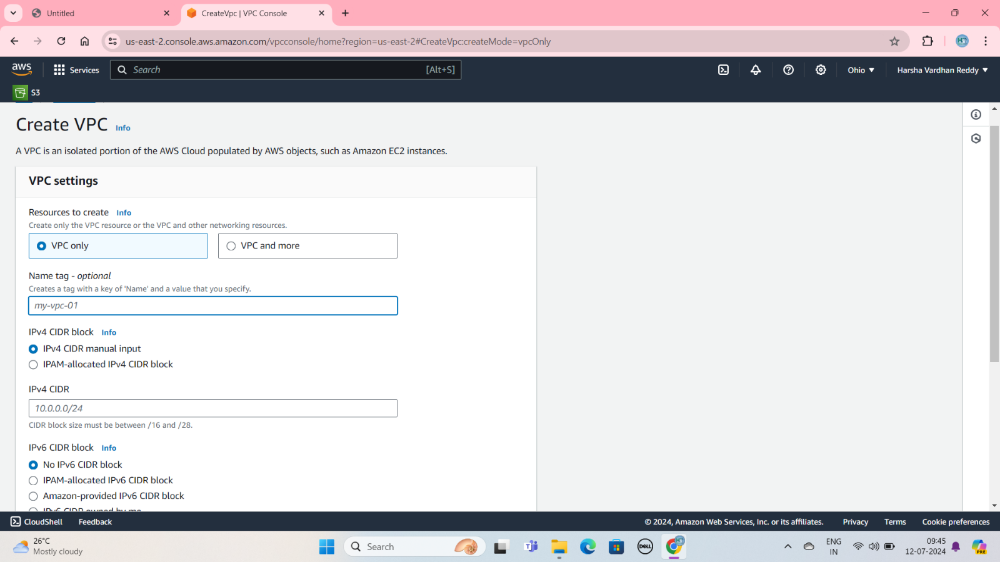 Untitled
CreateVpc | VPC Console
us-east-2.console.aws.amazon.com/vpcconsole/home?region=us-east-2#CreateVpc:createMode=vpcOnly
aws
Services
Search
[Alt+S]
Ohio
Harsha Vardhan Reddy
S3
Create VPC Info
A VPC is an isolated portion of the AWS Cloud populated by AWS objects, such as Amazon EC2 instances.
VPC settings
Resources to create Info
Create only the VPC resource or the VPC and other networking resources.
VPC only
VPC and more
Name tag - optional
Creates a tag with a key of 'Name' and a value that you specify.
my-vpc-01
IPv4 CIDR block Info
IPv4 CIDR manual input
IPAM-allocated IPv4 CIDR block
IPv4 CIDR
10.0.0.0/24
CIDR block size must be between /16 and /28.
IPv6 CIDR block Info
No IPv6 CIDR block
IPAM-allocated IPv6 CIDR block
Amazon-provided IPv6 CIDR block
IPv6 CIDR owned by me
CloudShell
Feedback
© 2024, Amazon Web Services, Inc. or its affiliates.
Privacy
Terms
Cookie preferences
26°C
Mostly cloudy
Search
DELL
ENG
IN
09:45
12-07-2024
PRE